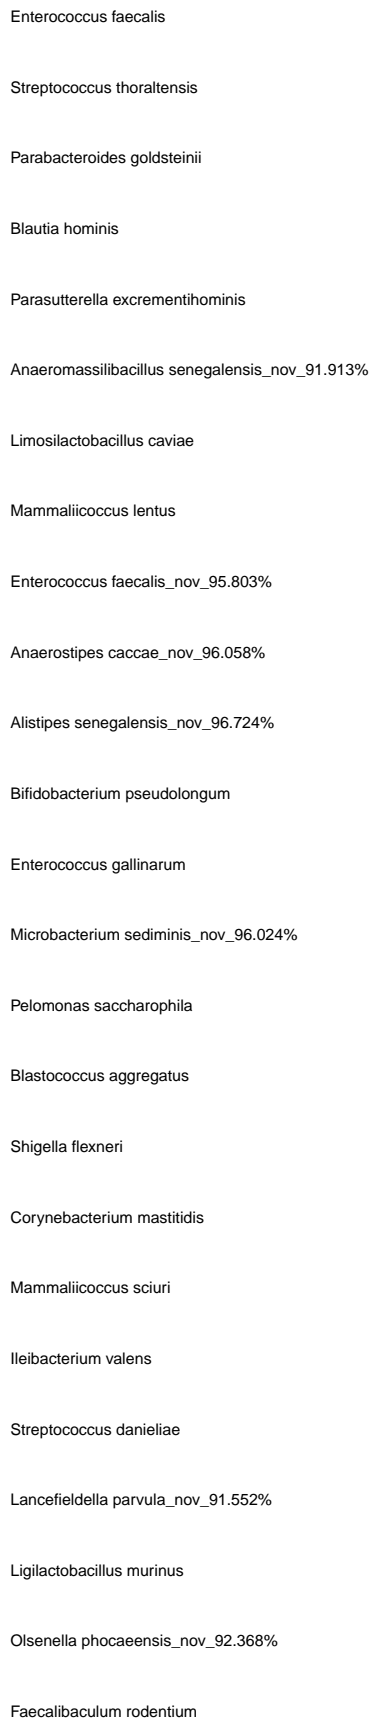 Enterococcus faecalis
Streptococcus thoraltensis
Parabacteroides goldsteinii
Blautia hominis
Parasutterella excrementihominis
Anaeromassilibacillus senegalensis_nov_91.913%
Limosilactobacillus caviae
Mammaliicoccus lentus
Enterococcus faecalis_nov_95.803%
Anaerostipes caccae_nov_96.058%
Alistipes senegalensis_nov_96.724%
Bifidobacterium pseudolongum
Enterococcus gallinarum
Microbacterium sediminis_nov_96.024%
Pelomonas saccharophila
Blastococcus aggregatus
Shigella flexneri
Corynebacterium mastitidis
Mammaliicoccus sciuri
Ileibacterium valens
Streptococcus danieliae
Lancefieldella parvula_nov_91.552%
Ligilactobacillus murinus
Olsenella phocaeensis_nov_92.368%
Faecalibaculum rodentium